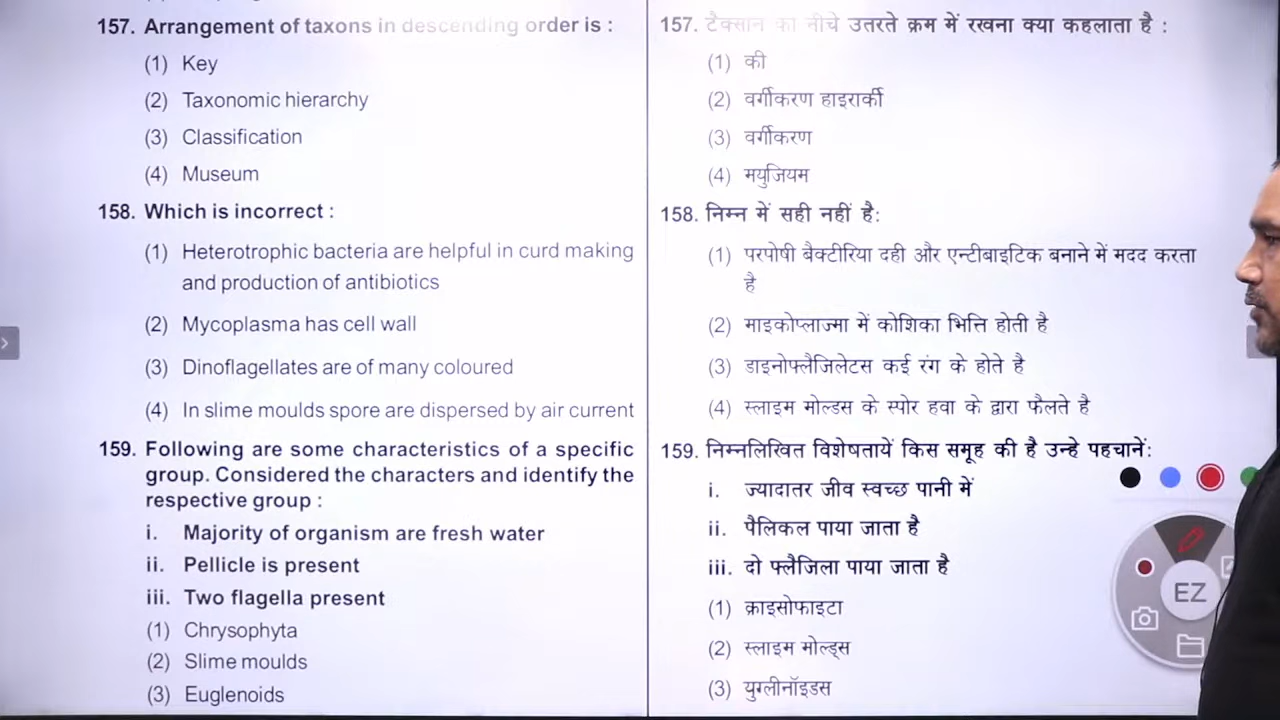 157. Arrangement of taxons in descending order is :
(1) Key
(2) Taxonomic hierarchy
(3) Classification
(4) Museum
158. Which is incorrect :
(1) Heterotrophic bacteria are helpful in curd making
and production of antibiotics
(2) Mycoplasma has cell wall
(3) Dinoflagellates are of many coloured
(4) In slime moulds spore are dispersed by air current
159. Following are some characteristics of a specific
group. Considered the characters and identify the
respective group :
i. Majority of organism are fresh water
ii. Pellicle is present
iii. Two flagella present
(1) Chrysophyta
(2) Slime moulds
(3) Euglenoids
157. टैक्सान का नीचे उतरते क्रम में रखना क्या कहलाता है :
(1) की
(2) वर्गीकरण हाइरार्की
(3) वर्गीकरण
(4) मयुजियम
158. निम्न में सही नहीं है:
(1) परपोषी बैक्टीरिया दही और एन्टीबाइटिक बनाने में मदद करता
है
(2) माइकोप्लाज्मा में कोशिका भित्ति होती है
(3) डाइनोफ्लैजिलेटस कई रंग के होते है
(4) स्लाइम मोल्डस के स्पोर हवा के द्वारा फैलते है
159. निम्नलिखित विशेषतायें किस समूह की है उन्हे पहचानें:
i. ज्यादातर जीव स्वच्छ पानी में
ii. पैलिकल पाया जाता है
iii. दो फ्लैजिला पाया जाता है
(1) क्राइसोफाइटा
(2) स्लाइम मोल्ड्स
(3) युग्लीनॉइडस
EZ